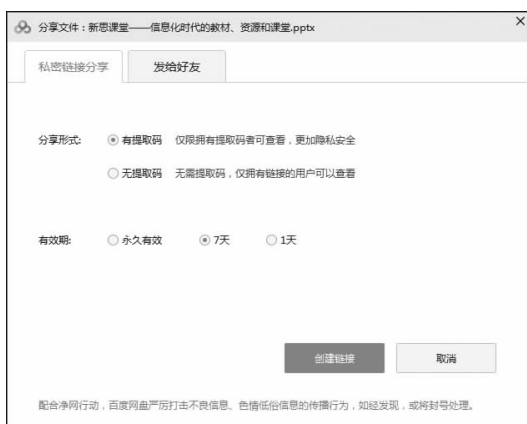 分享文件：新思课堂——信息化时代的教材、资源和课堂.pptx
私密链接分享 发给好友
分享形式: 有提取码 仅限拥有提取码者可查看，更加隐私安全
无提取码 无需提取码，仅拥有链接的用户可以查看
有效期: 永久有效 7天 1天
创建链接 取消
配合净网行动，百度网盘严厉打击不良信息、色情低俗信息的传播行为，如经发现，或将封号处理。